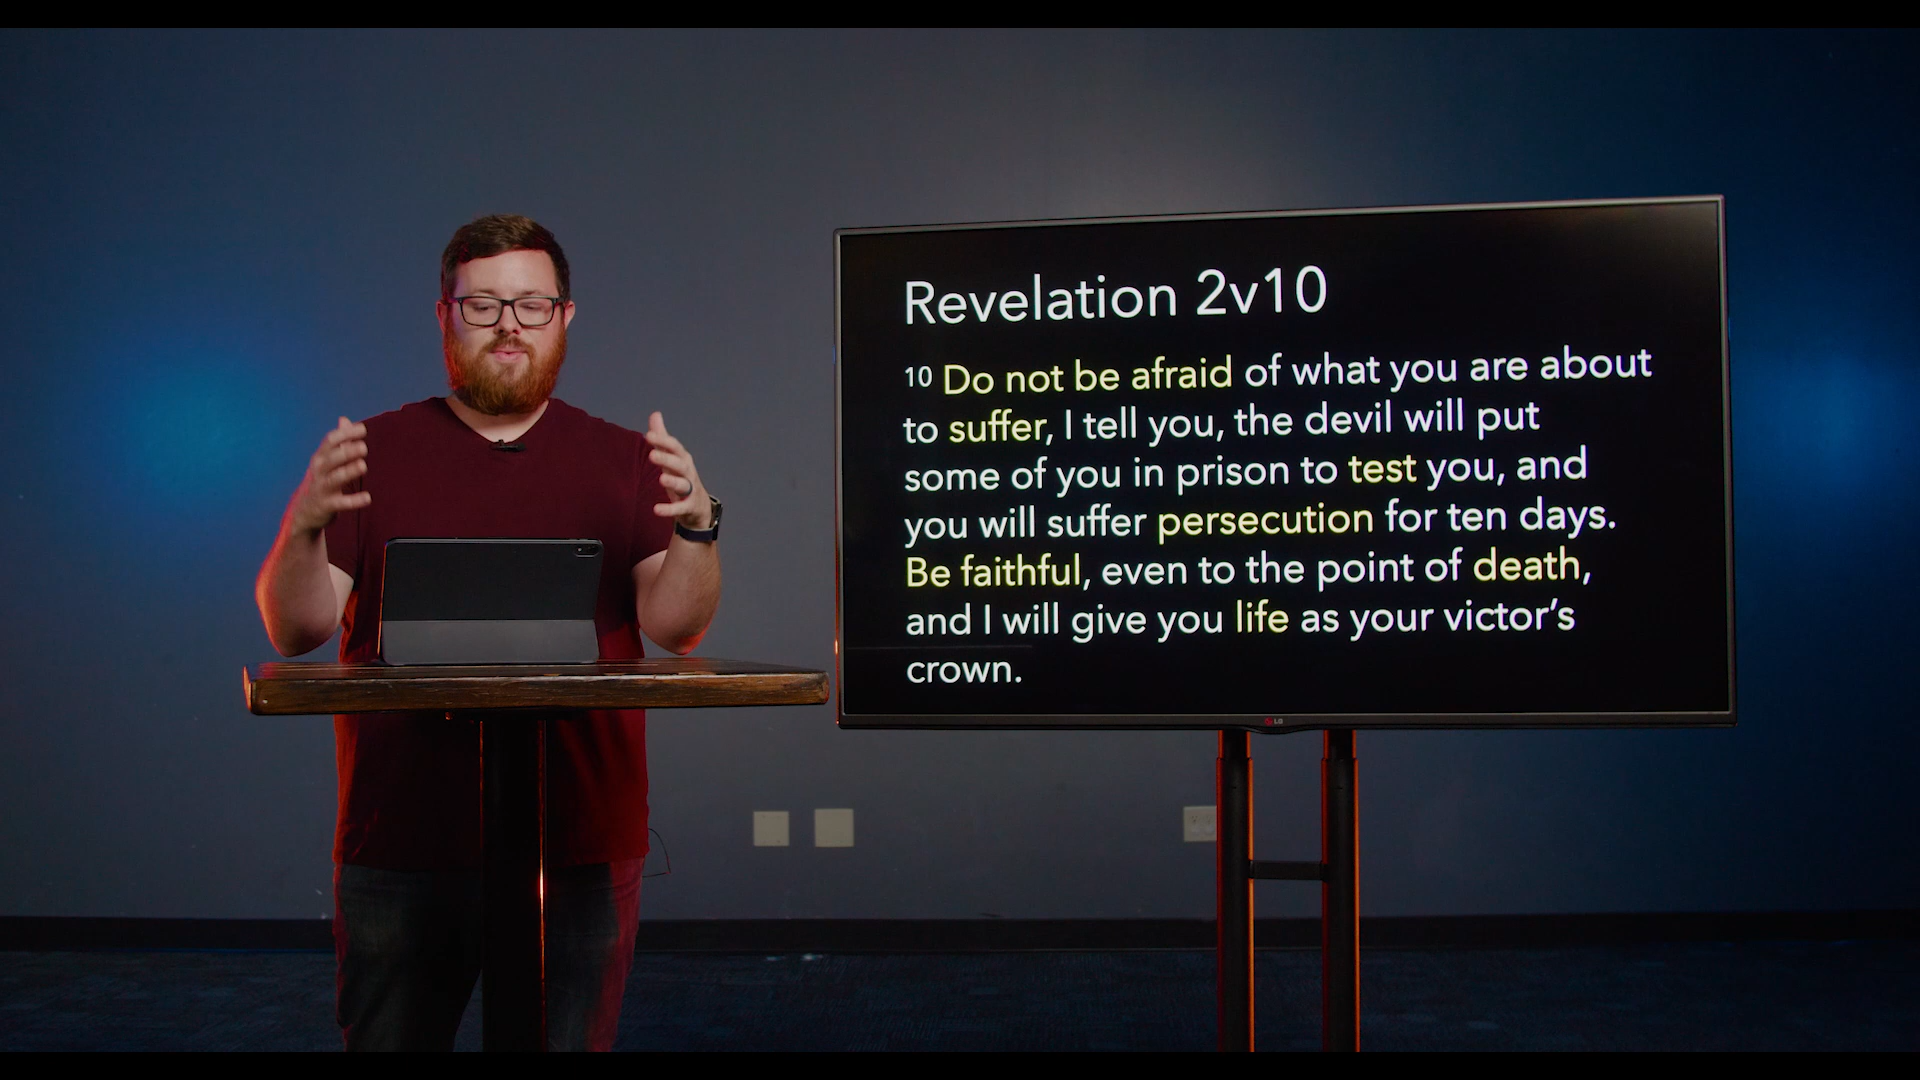 Revelation 2v10
10 Do not be afraid of what you are about
to suffer, I tell you, the devil will put
some of you in prison to test you, and
you will suffer persecution for ten days.
Be faithful, even to the point of death,
and I will give you life as your victor’s
crown.
LG